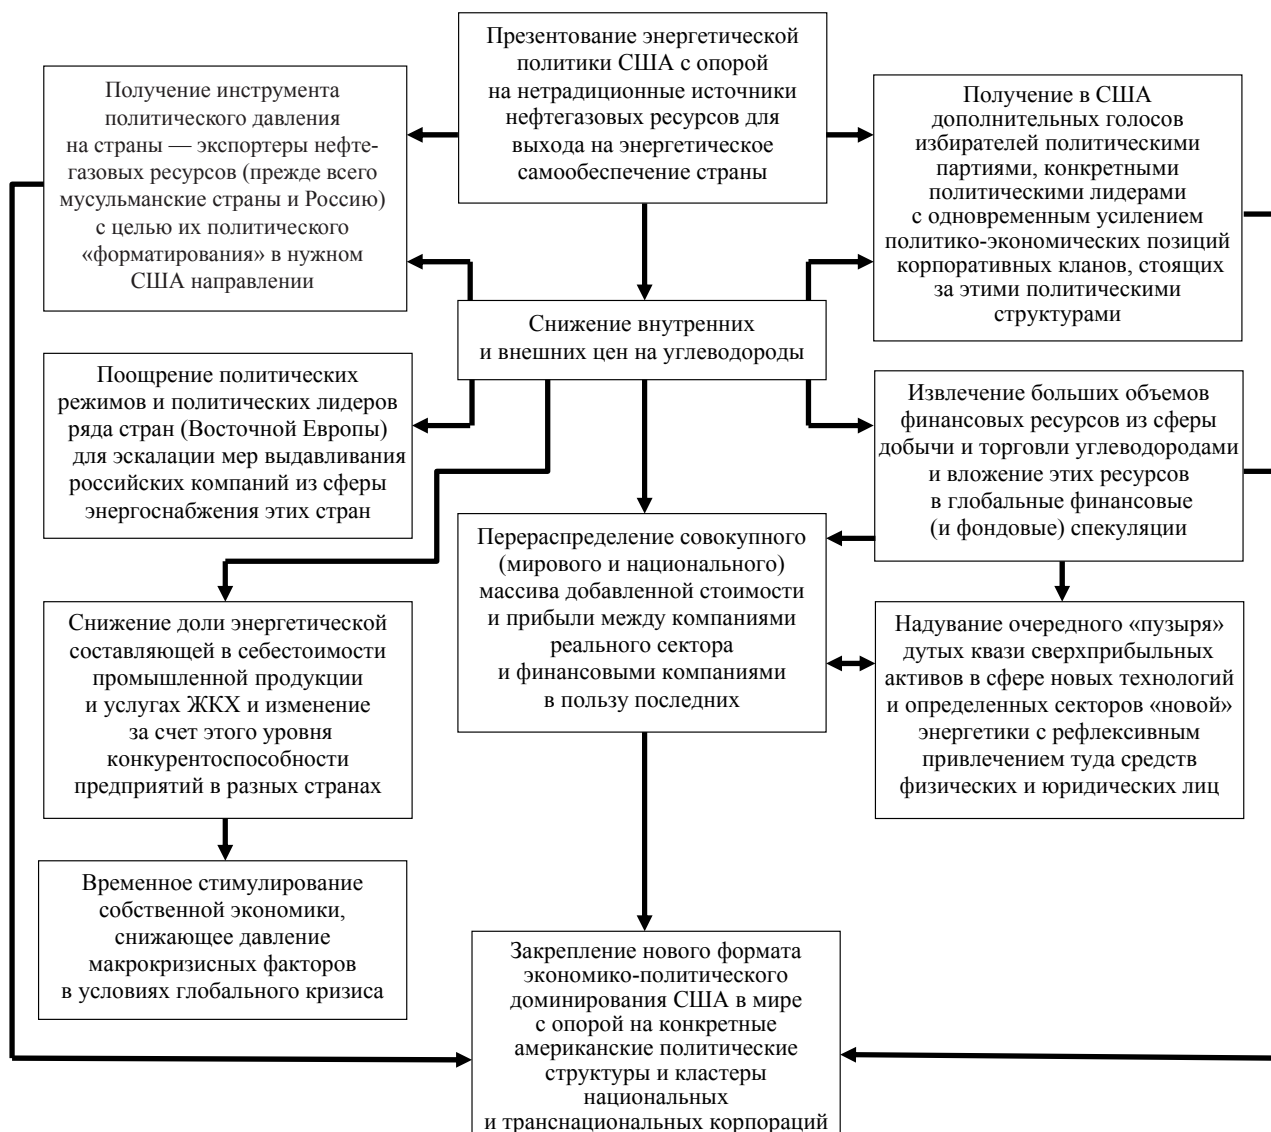 Презентование энергетической
политики США с опорой
на нетрадиционные источники
нефтегазовых ресурсов для
выхода на энергетическое
самообеспечение страны
Получение инструмента
политического давления
на страны — экспортеры нефте-
газовых ресурсов (прежде всего
мусульманские страны и Россию)
с целью их политического
«форматирования» в нужном
США направлении
Получение в США
дополнительных голосов
избирателей политическими
партиями, конкретными
политическими лидерами
с одновременным усилением
политико-экономических позиций
корпоративных кланов, стоящих
за этими политическими
структурами
Снижение внутренних
и внешних цен на углеводороды
Поощрение политических
режимов и политических лидеров
ряда стран (Восточной Европы)
для эскалации мер выдавливания
российских компаний из сферы
энергоснабжения этих стран
Извлечение больших объемов
финансовых ресурсов из сферы
добычи и торговли углеводородами
и вложение этих ресурсов
в глобальные финансовые
(и фондовые) спекуляции
Перераспределение совокупного
(мирового и национального)
массива добавленной стоимости
и прибыли между компаниями
реального сектора
и финансовыми компаниями
в пользу последних
Снижение доли энергетической
составляющей в себестоимости
промышленной продукции
и услугах ЖКХ и изменение
за счет этого уровня
конкурентоспособности
предприятий в разных странах
Надувание очередного «пузыря»
дутых квази сверхприбыльных
активов в сфере новых технологий
и определенных секторов «новой»
энергетики с рефлексивным
привлечением туда средств
физических и юридических лиц
Временное стимулирование
собственной экономики,
снижающее давление
макрокризисных факторов
в условиях глобального кризиса
Закрепление нового формата
экономико-политического
доминирования США в мире
с опорой на конкретные
американские политические
структуры и кластеры
национальных
и транснациональных корпораций